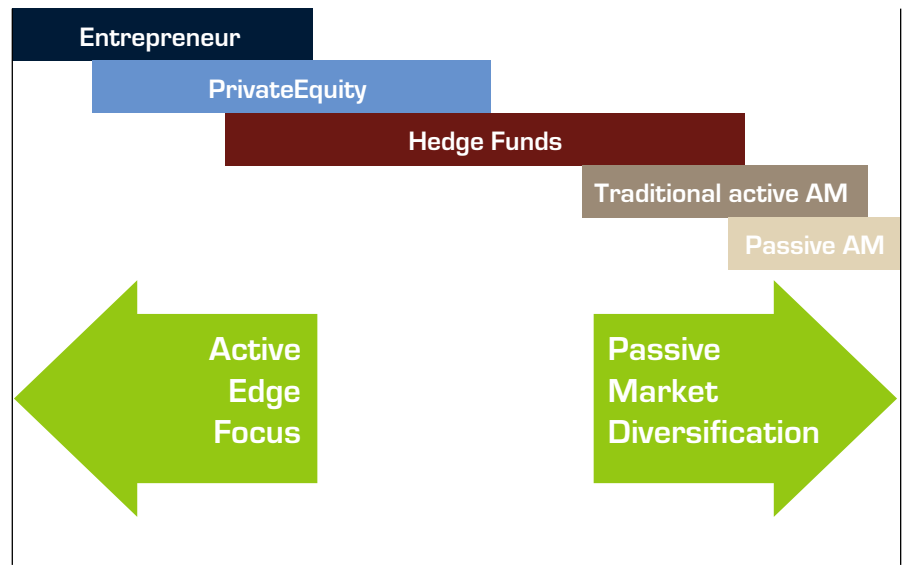 Entrepreneur
PrivateEquity
Hedge Funds
Traditional active AM
Passive AM
Active
Edge
Focus
Passive
Market
Diversification